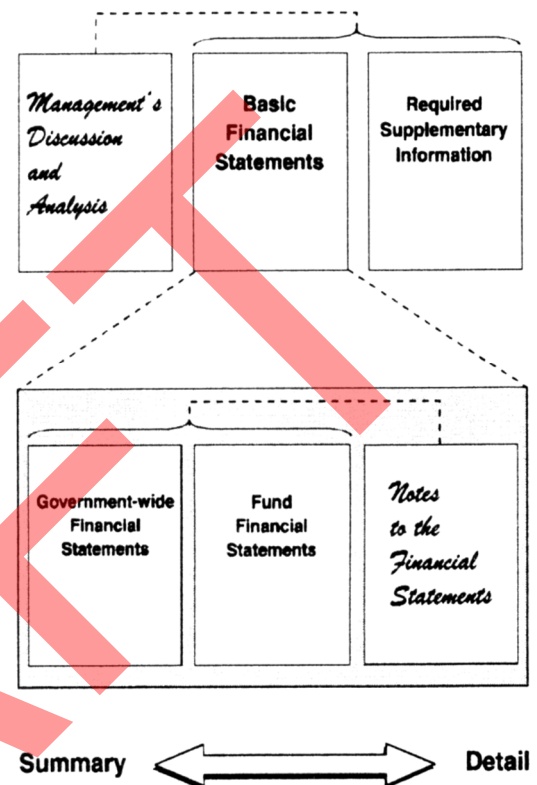 Management's
Discussion
and
Analysis
Basic
Financial
Statements
Required
Supplementary
Information
Government-wide
Financial
Statements
Fund
Financial
Statements
Notes
to the
Financial
Statements
Summary
Detail